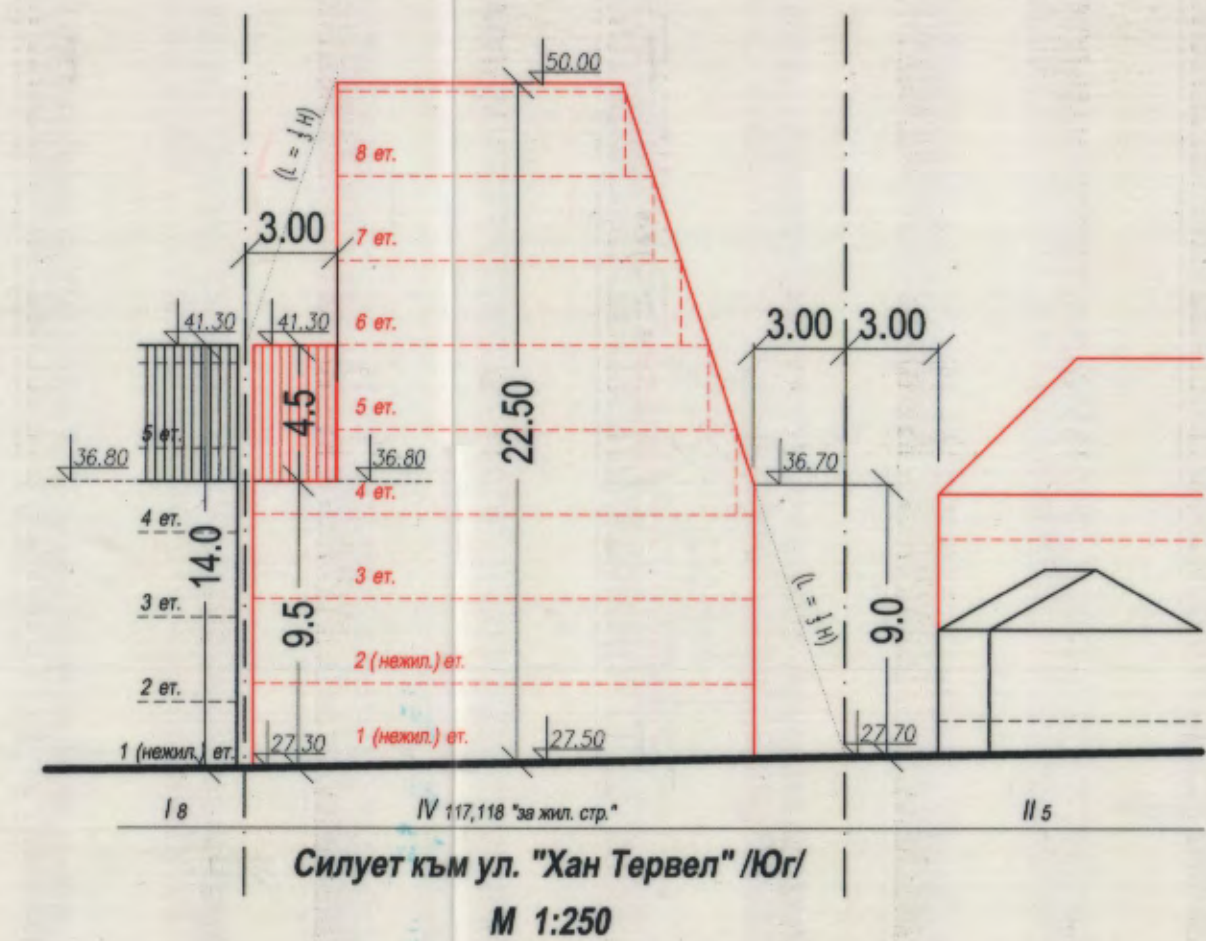 50.00
(L = ⅓ H)
8 ет.
3.00
7 ет.
41.30
41.30
6 ет.
3.00
3.00
4.5
22.50
5 ет.
5 ет.
36.80
36.80
36.70
4 ет.
4 ет.
14.0
3 ет.
3 ет.
9.5
(L = ⅓ H)
9.0
2 (нежил.) ет.
2 ет.
1 (нежил.) ет.
27.30
1 (нежил.) ет.
27.50
27.70
I 8
IV 117,118 "за жил. стр."
II 5
Силует към ул. "Хан Тервел" /Юг/
М 1:250